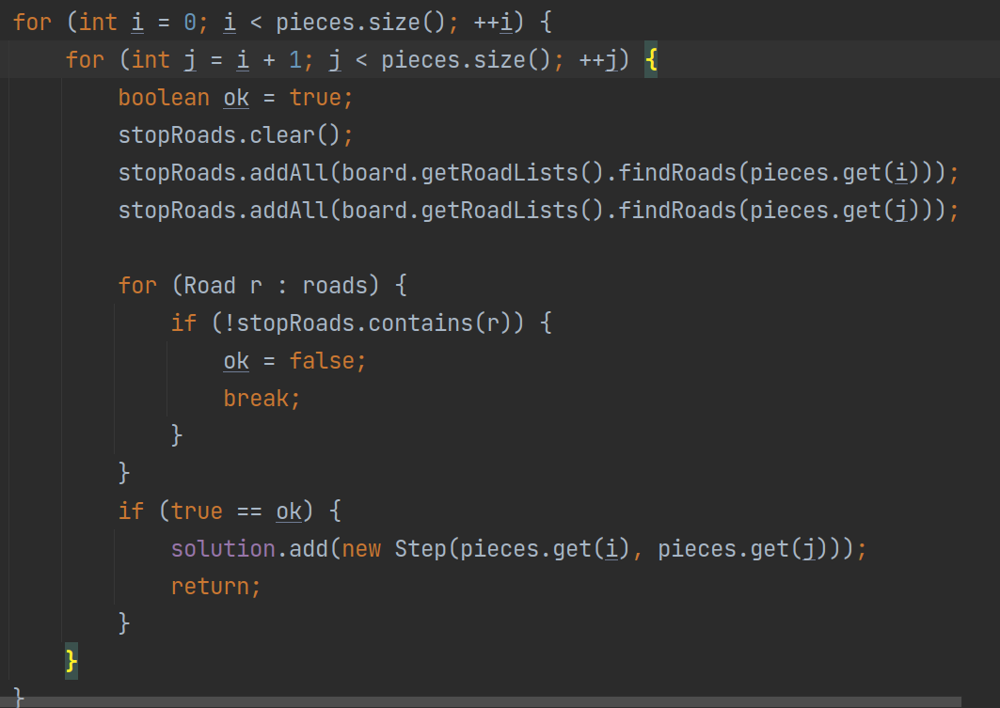 for (int i = 0; i < pieces.size(); ++i) {
    for (int j = i + 1; j < pieces.size(); ++j) {
        boolean ok = true;
        stopRoads.clear();
        stopRoads.addAll(board.getRoadLists().findRoads(pieces.get(i)));
        stopRoads.addAll(board.getRoadLists().findRoads(pieces.get(j)));

        for (Road r : roads) {
            if (!stopRoads.contains(r)) {
                ok = false;
                break;
            }
        }
        if (true == ok) {
            solution.add(new Step(pieces.get(i), pieces.get(j)));
            return;
        }
    }
}